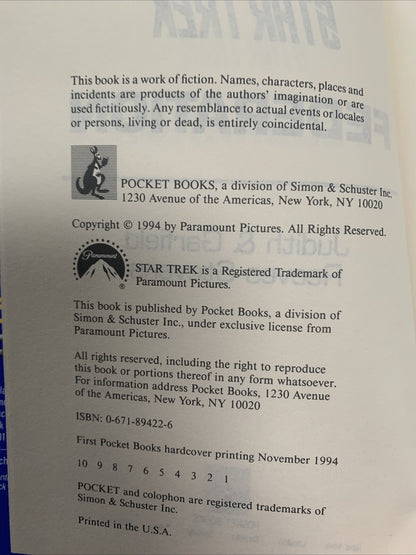 This book is a work of fiction. Names, characters, places and
incidents are products of the authors' imagination or are
used fictitiously. Any resemblance to actual events or locales
or persons, living or dead, is entirely coincidental.
POCKET BOOKS, a division of Simon & Schuster Inc.
1230 Avenue of the Americas, New York, NY 10020
Copyright © 1994 by Paramount Pictures. All Rights Reserved.
Paramount
®
STAR TREK is a Registered Trademark of
Paramount Pictures.
This book is published by Pocket Books, a division of
Simon & Schuster Inc., under exclusive license from
Paramount Pictures.
All rights reserved, including the right to reproduce
this book or portions thereof in any form whatsoever.
For information address Pocket Books, 1230 Avenue
of the Americas, New York, NY 10020
ISBN: 0-671-89422-6
First Pocket Books hardcover printing November 1994
10 9 8 7 6 5 4 3 2 1
POCKET and colophon are registered trademarks of
Simon & Schuster Inc.
Printed in the U.S.A.